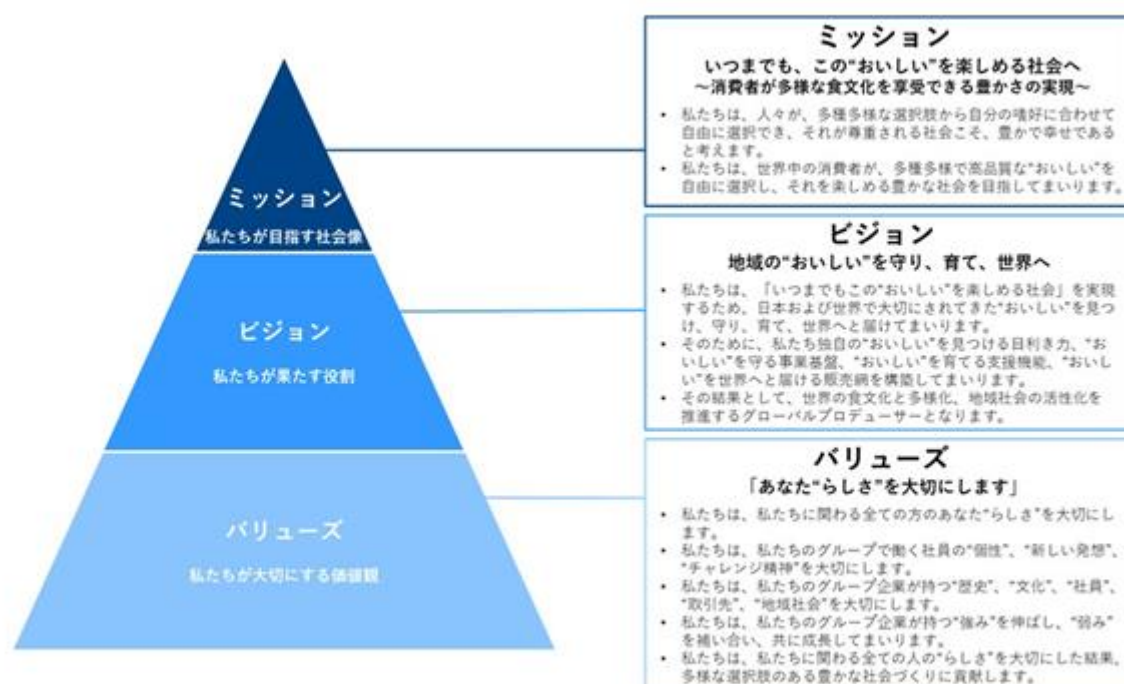 ミッション
私たちが目指す社会像
ビジョン
私たちが果たす役割
バリューズ
私たちが大切にする価値観
ミッション
いつまでも、この“おいしい”を楽しめる社会へ
～消費者が多様な食文化を享受できる豊かさの実現～
• 私たちは、人々が、多種多様な選択肢から自分の嗜好に合わせて
自由に選択でき、それが尊重される社会こそ、豊かで幸せである
と考えます。
• 私たちは、世界中の消費者が、多種多様で高品質な“おいしい”を
自由に選択し、それを楽しめる豊かな社会を目指してまいります。
ビジョン
地域の“おいしい”を守り、育て、世界へ
• 私たちは、「いつまでもこの“おいしい”を楽しめる社会」を実現
するため、日本および世界で大切にされてきた“おいしい”を見つ
け、守り、育て、世界へと届けてまいります。
• そのために、私たち独自の“おいしい”を見つける目利き力、“お
いしい”を守る事業基盤、“おいしい”を育てる支援機能、“おいし
い”を世界へと届ける販売網を構築してまいります。
• その結果として、世界の食文化と多様化、地域社会の活性化を
推進するグローバルプロデューサーとなります。
バリューズ
「あなた“らしさ”を大切にします」
• 私たちは、私たちに関わる全ての方のあなた“らしさ”を大切にし
ます。
• 私たちは、私たちのグループで働く社員の“個性”、“新しい発想”、
“チャレンジ精神”を大切にします。
• 私たちは、私たちのグループ企業が持つ“歴史”、“文化”、“社員”、
“取引先”、“地域社会”を大切にします。
• 私たちは、私たちのグループ企業が持つ“強み”を伸ばし、“弱み”
を補い合い、共に成長してまいります。
• 私たちは、私たちに関わる全ての人の“らしさ”を大切にした結果、
多様な選択肢のある豊かな社会づくりに貢献します。